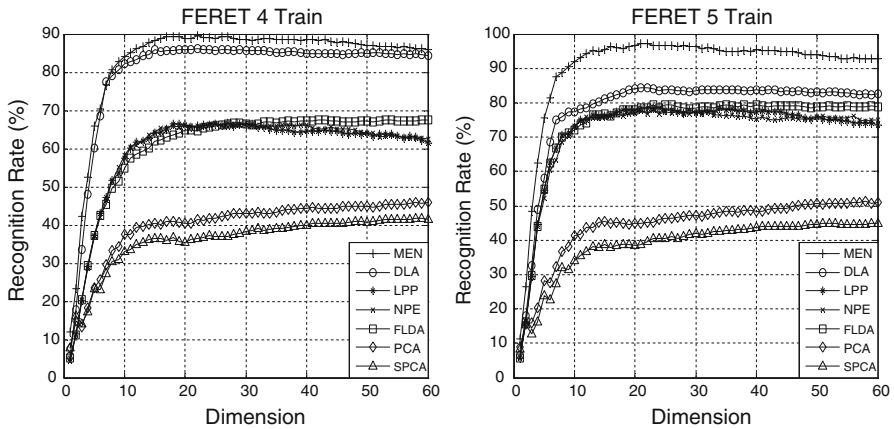 FERET 4 Train
Recognition Rate (%)
90
80
70
60
50
40
30
20
10
0
0 10 20 30 40 50 60
Dimension
MEN
DLA
LPP
NPE
FLDA
PCA
SPCA
FERET 5 Train
Recognition Rate (%)
100
90
80
70
60
50
40
30
20
10
0
0 10 20 30 40 50 60
Dimension
MEN
DLA
LPP
NPE
FLDA
PCA
SPCA